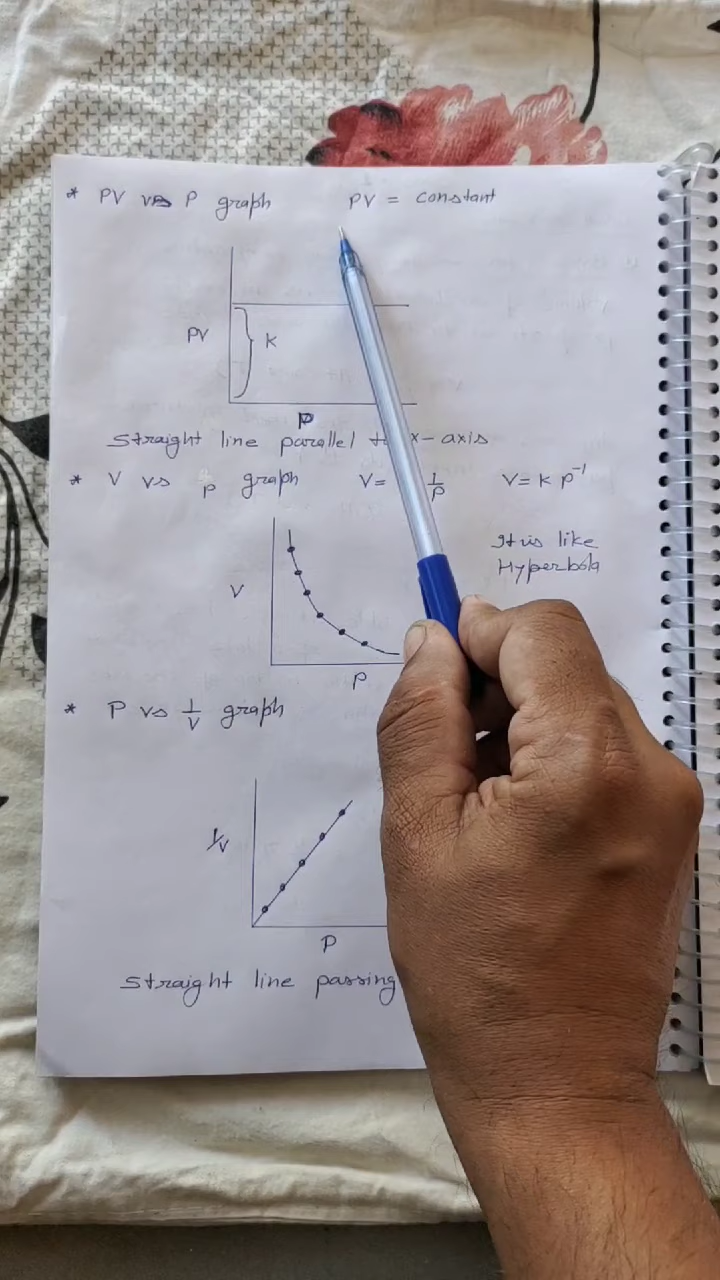 * PV vs P graph PV = constant
PV
K
P
Straight line parallel x-axis
* V vs P graph V= 1/P V= K P⁻¹
It is like
Hyperbola
V
P
* P vs 1/V graph
1/V
P
Straight line passing